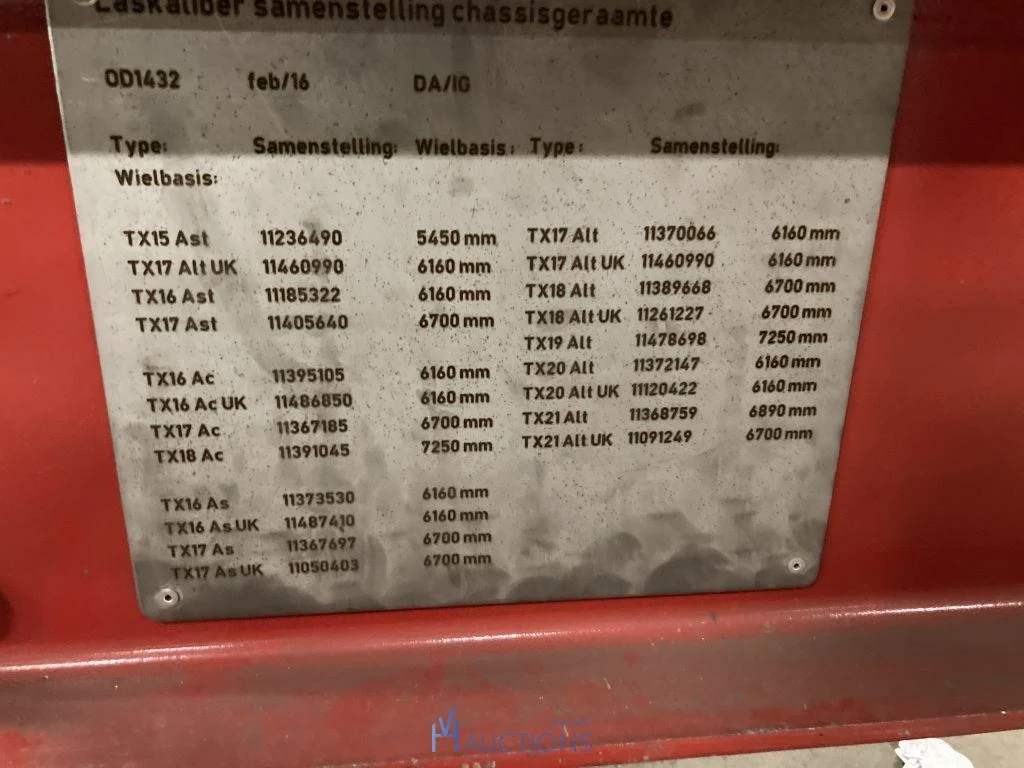 Laskaliber samenstelling chassisgeraamte
OD1432 feb/16 DA/IG
Type: Samenstelling: Wielbasis: Type: Samenstelling:
Wielbasis:
TX15 Ast 11236490 5450 mm TX17 Alt 11370066 6160 mm
TX17 Alt UK 11460990 6160 mm TX17 Alt UK 11460990 6160 mm
TX16 Ast 11185322 6160 mm TX18 Alt 11389668 6700 mm
TX17 Ast 11405640 6700 mm TX18 Alt UK 11261227 6700 mm
TX19 Alt 11478698 7250 mm
TX16 Ac 11395105 6160 mm TX20 Alt 11372147 6160 mm
TX16 Ac UK 11486850 6160 mm TX20 Alt UK 11120422 6160 mm
TX17 Ac 11367185 6700 mm TX21 Alt 11368759 6890 mm
TX18 Ac 11391045 7250 mm TX21 Alt UK 11091249 6700 mm
TX16 As 11373530 6160 mm
TX16 As UK 11487410 6160 mm
TX17 As 11367697 6700 mm
TX17 As UK 11050403 6700 mm
AUCTIONS